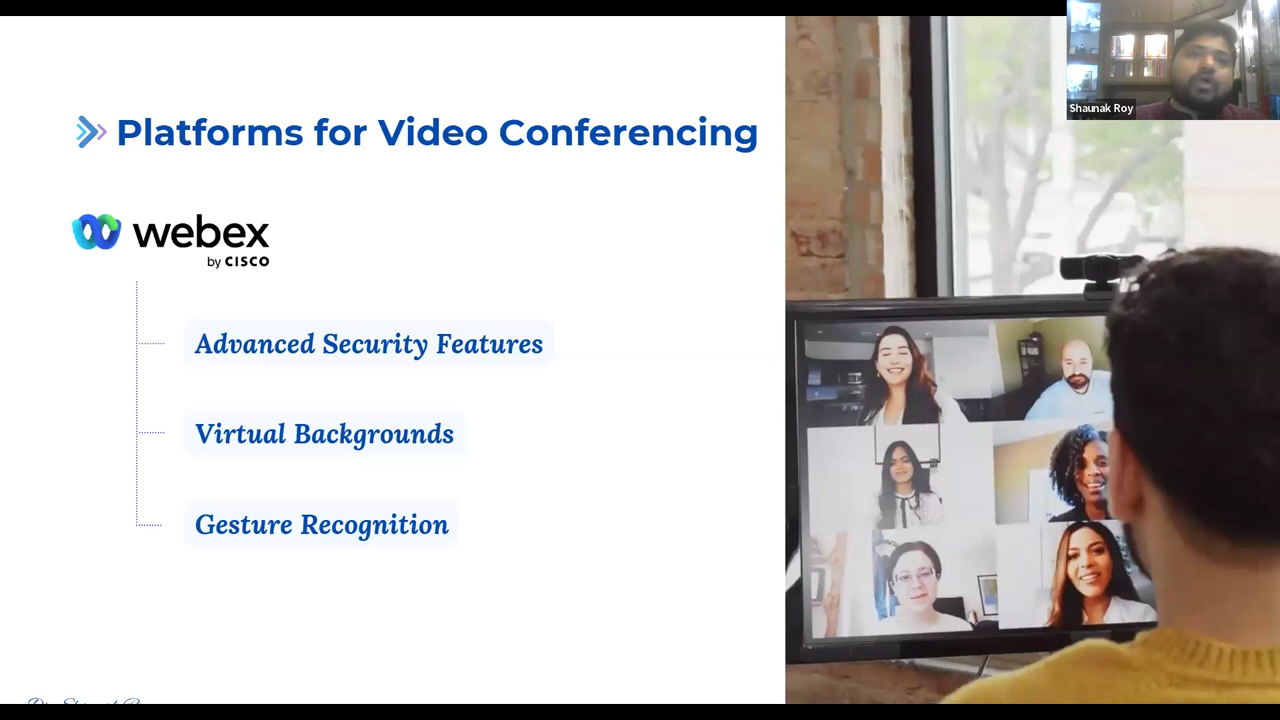 Shaunak Roy
Platforms for Video Conferencing
webex
by CISCO
Advanced Security Features
Virtual Backgrounds
Gesture Recognition